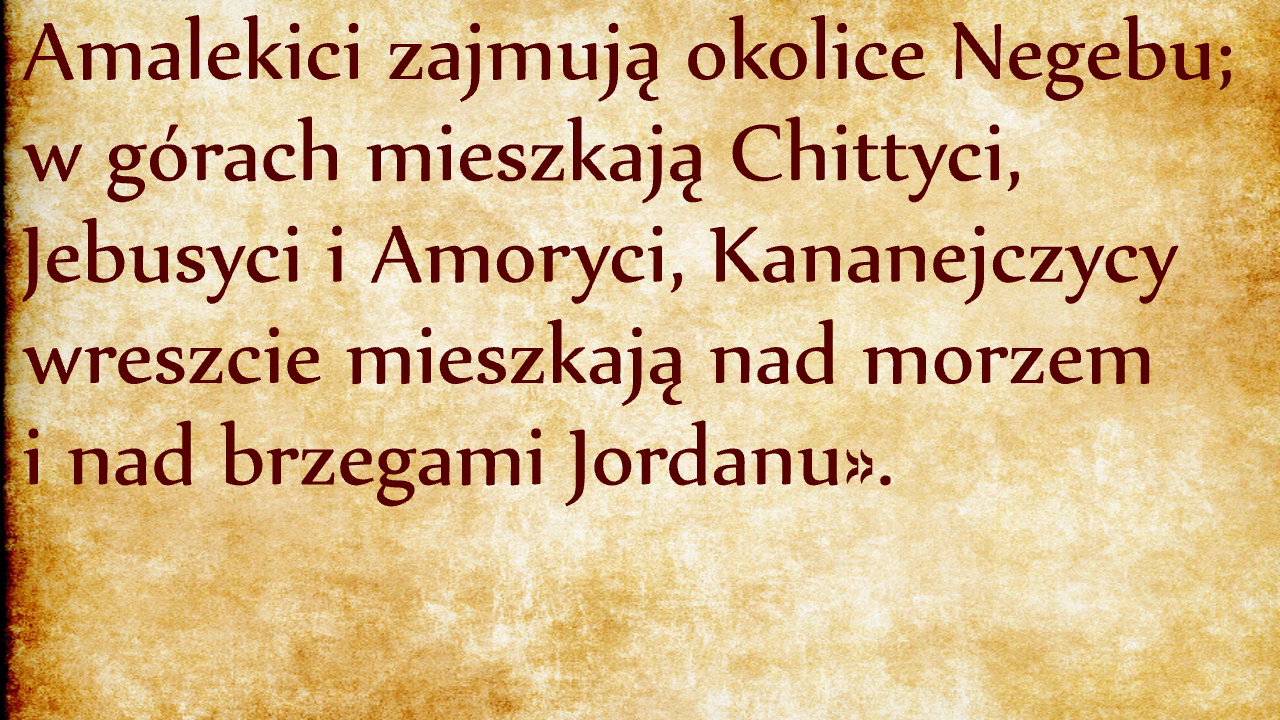 Amalekici zajmują okolice Negebu;
w górach mieszkają Chittyci,
Jebusyci i Amoryci, Kananejczycy
wreszcie mieszkają nad morzem
i nad brzegami Jordanu».